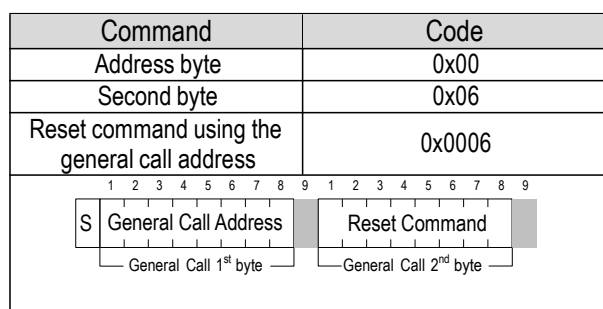 Command Code
Address byte 0x00
Second byte 0x06
Reset command using the general call address 0x0006
1 2 3 4 5 6 7 8 9 1 2 3 4 5 6 7 8 9
S General Call Address Reset Command
General Call 1st byte General Call 2nd byte